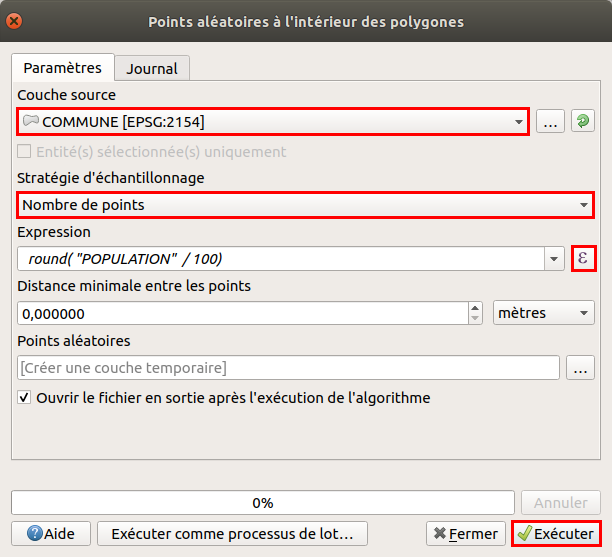 Points aléatoires à l'intérieur des polygones
Paramètres Journal
Couche source
COMMUNE [EPSG:2154] ...
Entité(s) sélectionnée(s) uniquement
Stratégie d'échantillonnage
Nombre de points
Expression
round( "POPULATION" / 100) ε
Distance minimale entre les points
0,000000 mètres
Points aléatoires
[Créer une couche temporaire] ...
Ouvrir le fichier en sortie après l'exécution de l'algorithme
0% Annuler
Aide Exécuter comme processus de lot... Fermer Exécuter